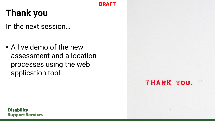 DRAFT
Thank you
In the next session…
• A live demo of the new
assessment and allocation
processes using the web
application tool
THANK YOU.
Disability
Support Services